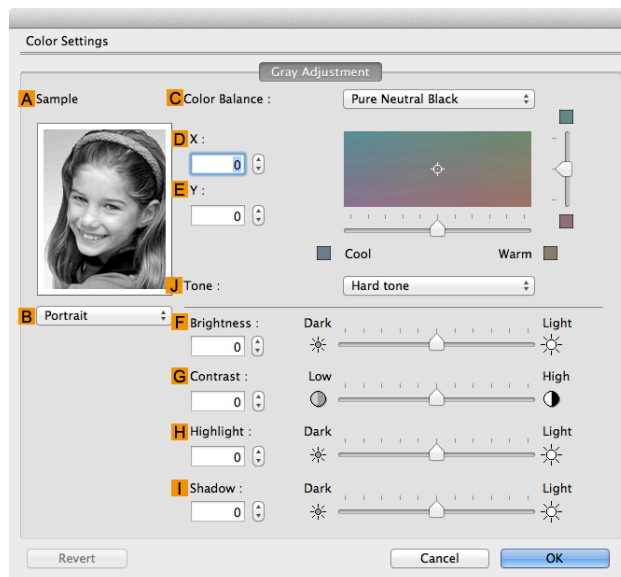 Color Settings
Gray Adjustment
A Sample
C Color Balance :
Pure Neutral Black
D X :
0
E Y :
0
Cool
Warm
J Tone :
Hard tone
B Portrait
F Brightness :
Dark
Light
0
G Contrast :
Low
High
0
H Highlight :
Dark
Light
0
I Shadow :
Dark
Light
0
Revert
Cancel
OK